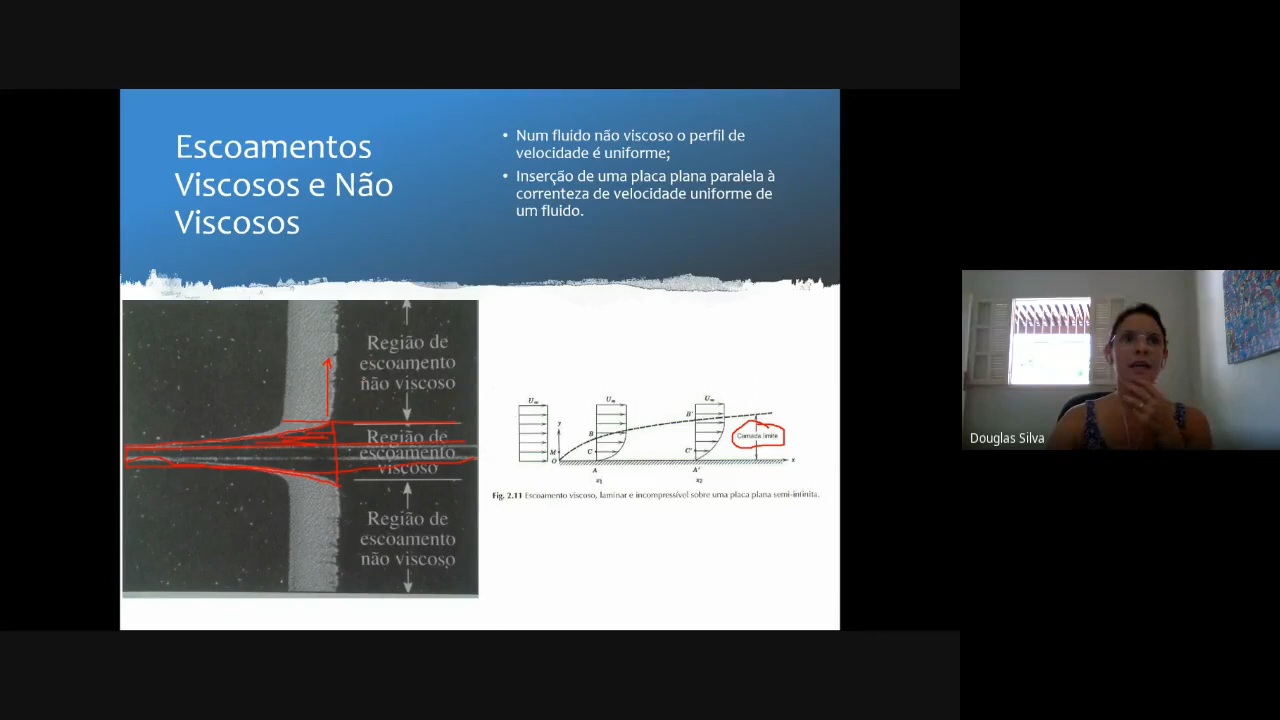 Escoamentos
Viscosos e Não
Viscosos
• Num fluido não viscoso o perfil de
velocidade é uniforme;
• Inserção de uma placa plana paralela à
correnteza de velocidade uniforme de
um fluido.
Região de
escoamento
não viscoso
Região de
escoamento
viscoso
Região de
escoamento
não viscoso
U∞
U∞
U∞
y
M
O
B
C
A
x₁
B'
C'
A'
x₂
Camada limite
x
Fig. 2.11 Escoamento viscoso, laminar e incompressível sobre uma placa plana semi-infinita.
Douglas Silva